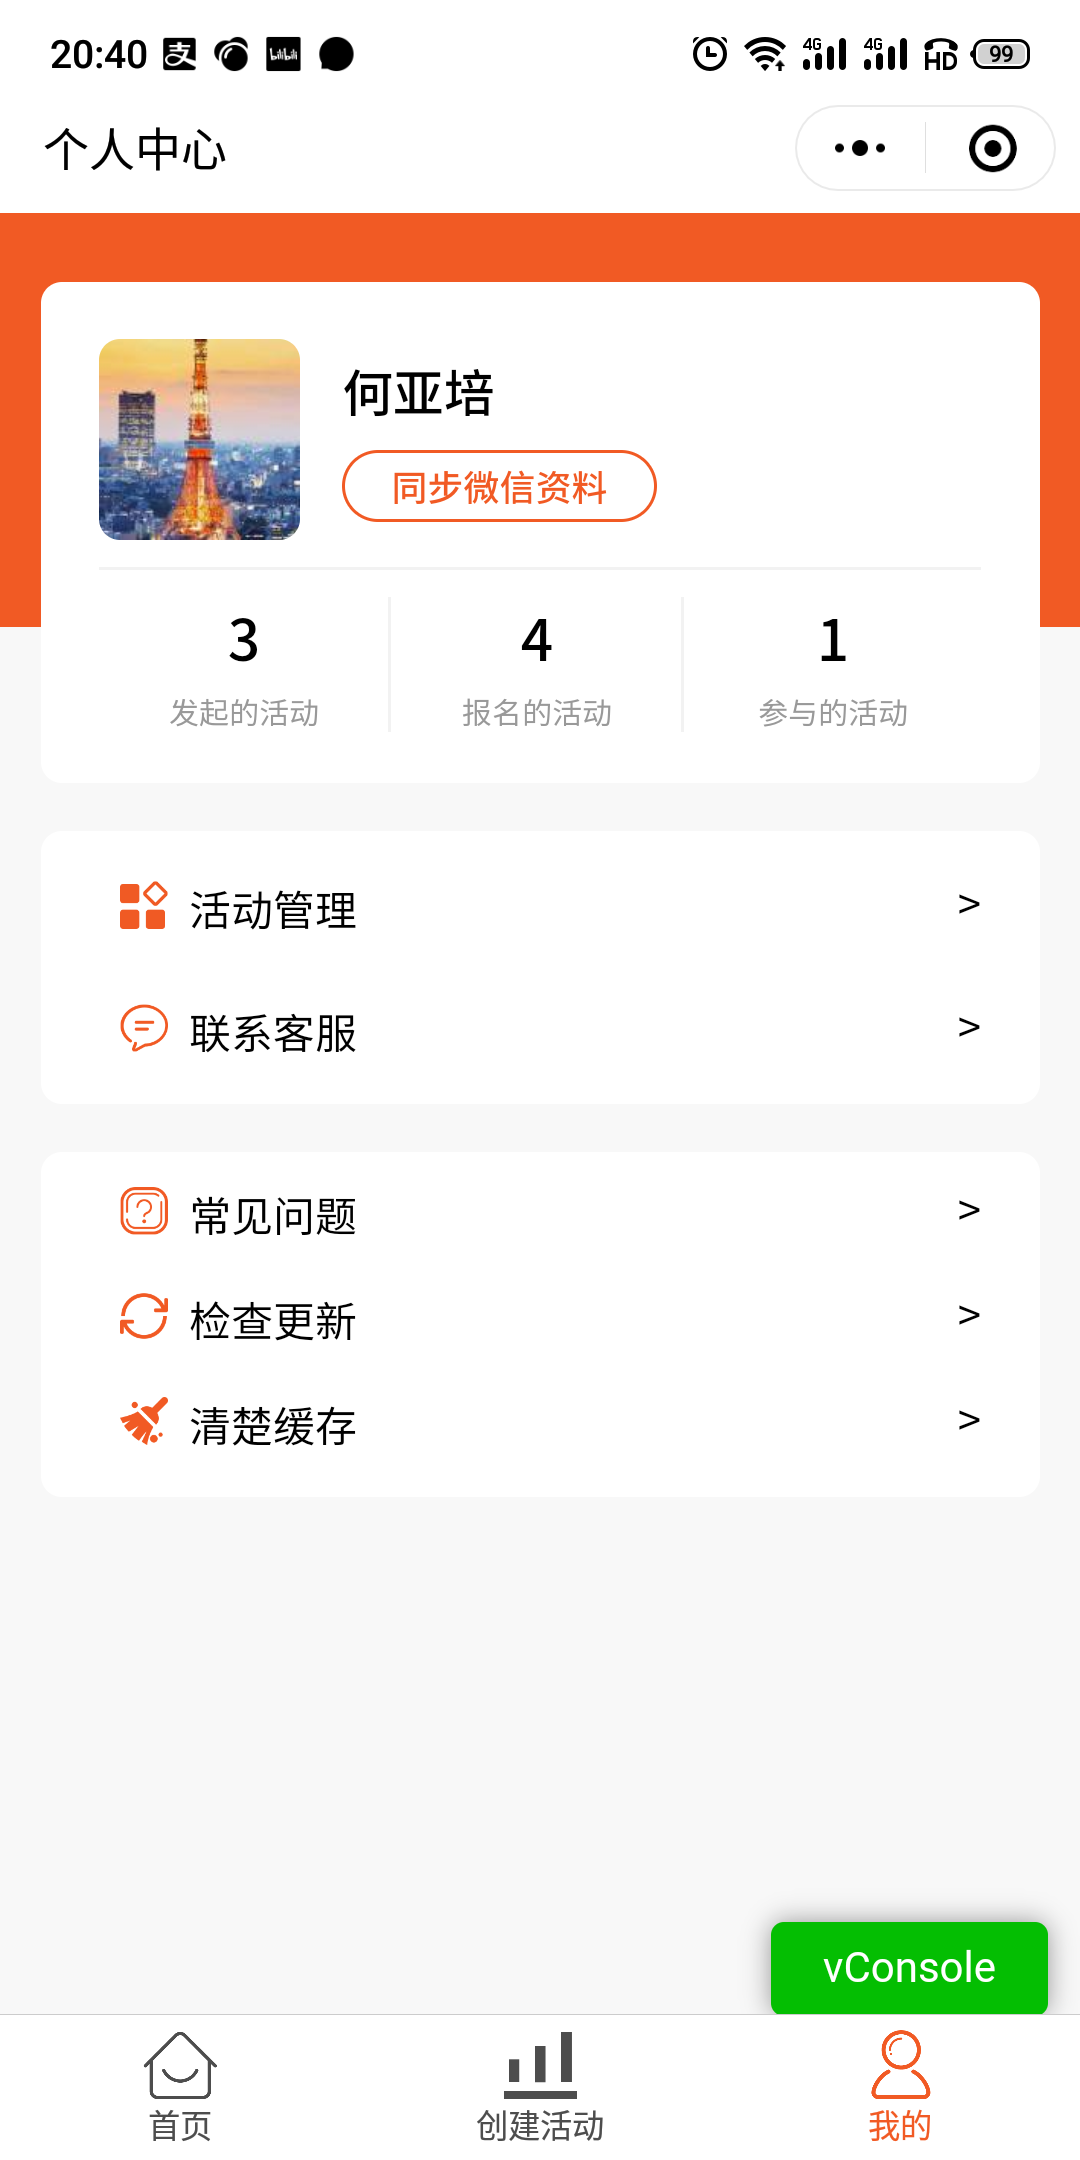 20:40 支 bilibili 4G 4G HD 99
个人中心
何亚培
同步微信资料
3 4 1
发起的活动 报名的活动 参与的活动
活动管理 >
联系客服 >
常见问题 >
检查更新 >
清楚缓存 >
vConsole
首页 创建活动 我的